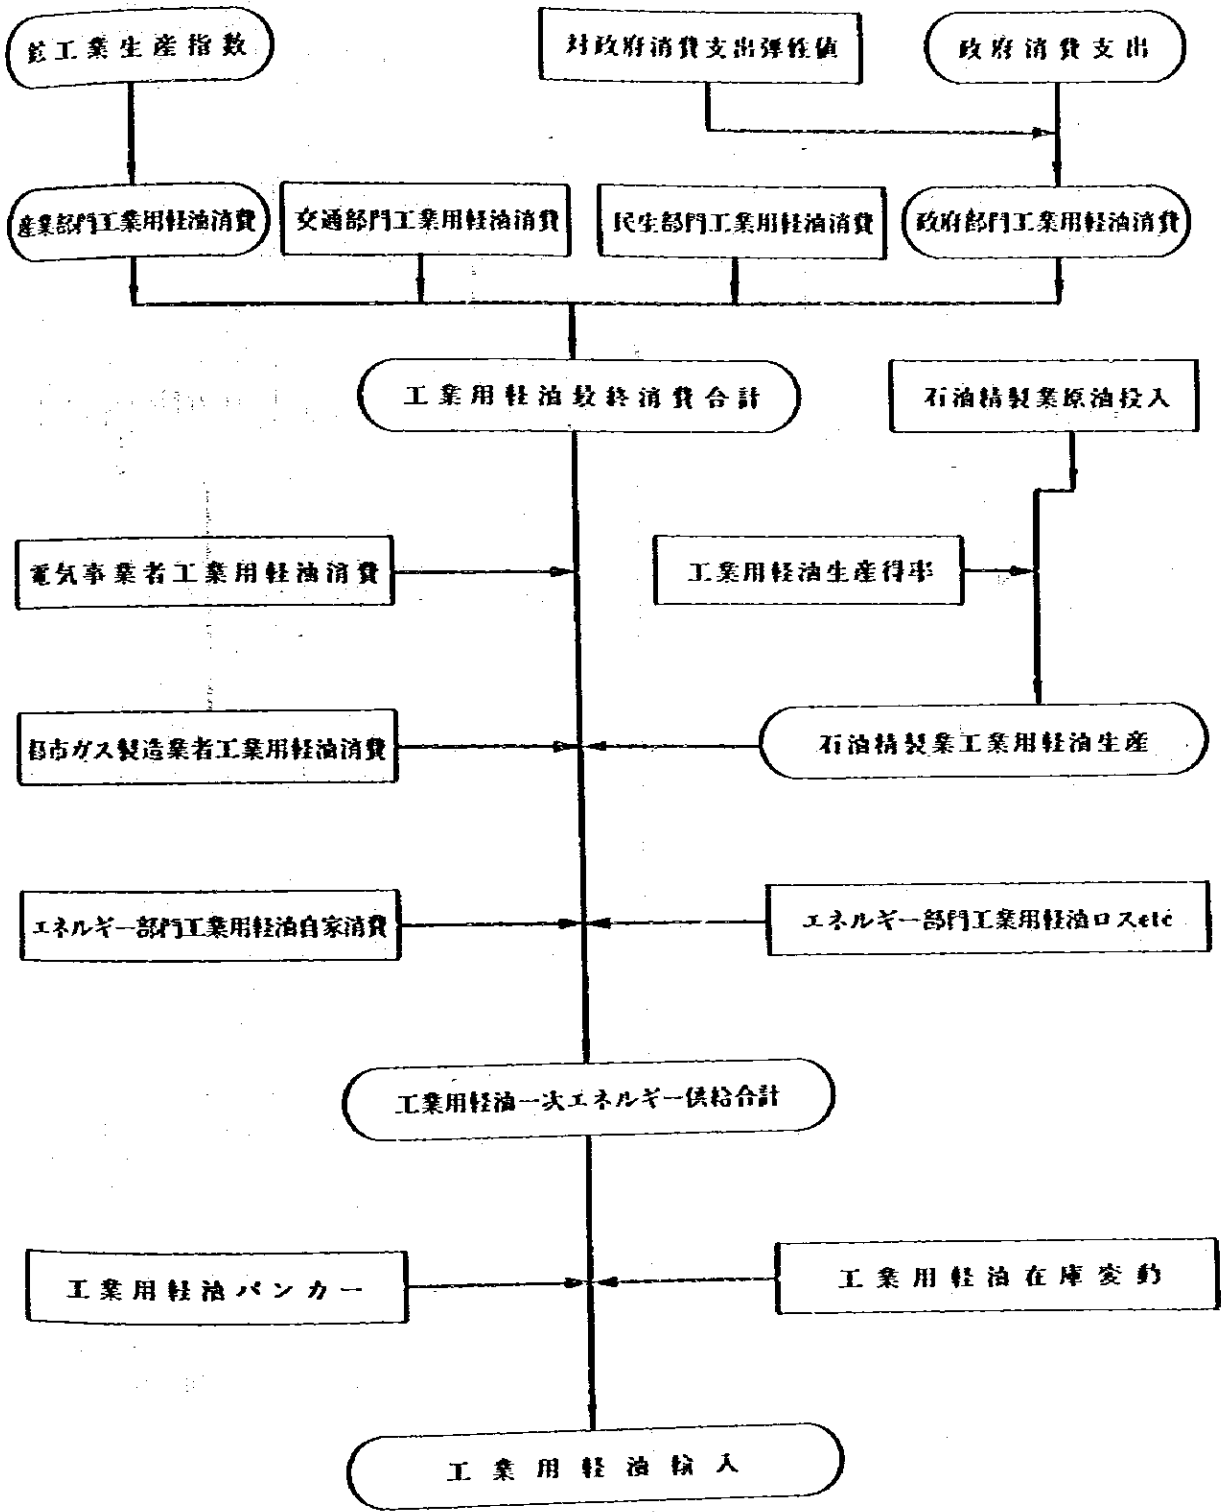 鉱工業生産指数
対政府消費支出弾性値
政府消費支出
産業部門工業用軽油消費
交通部門工業用軽油消費
民生部門工業用軽油消費
政府部門工業用軽油消費
工業用軽油最終消費合計
石油精製業原油投入
電気事業者工業用軽油消費
工業用軽油生産得率
都市ガス製造業者工業用軽油消費
石油精製業工業用軽油生産
エネルギー部門工業用軽油自家消費
エネルギー部門工業用軽油ロスetc
工業用軽油一次エネルギー供給合計
工業用軽油バンカー
工業用軽油在庫変動
工業用軽油輸入